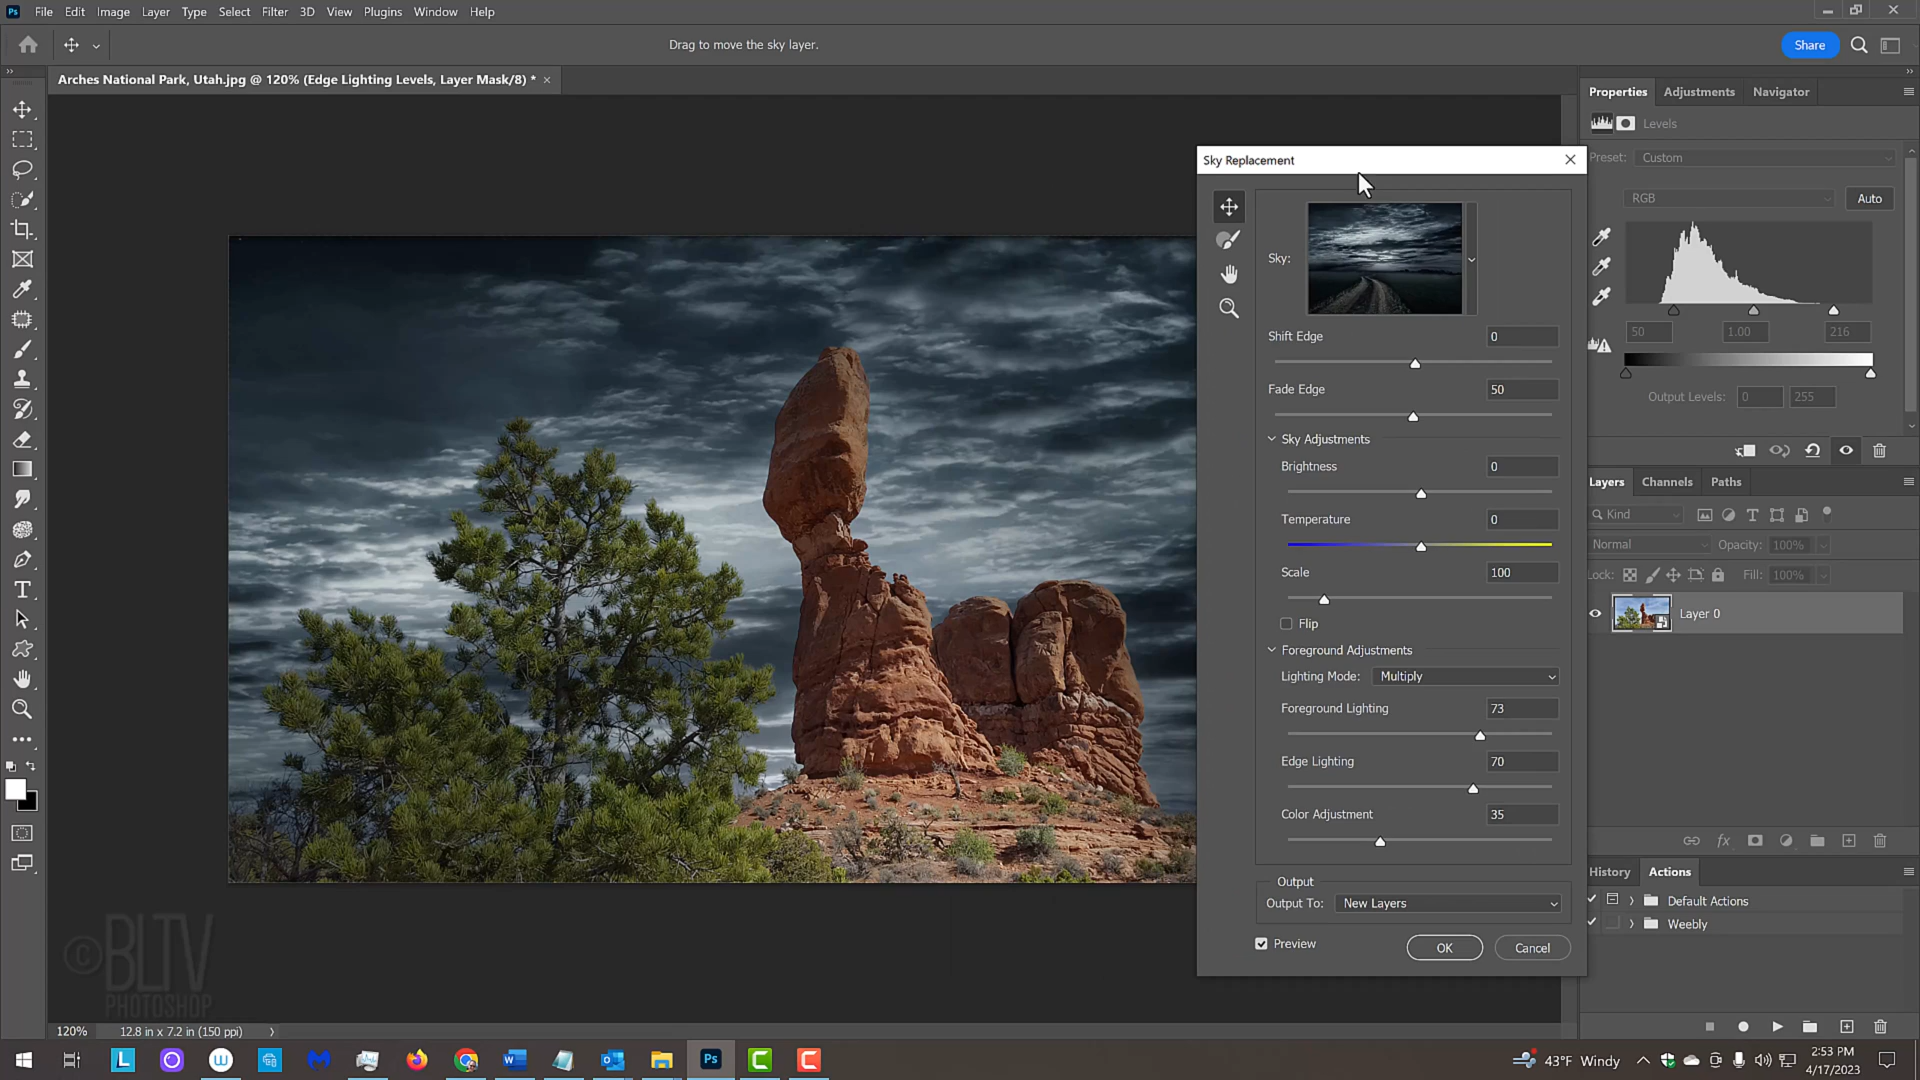 Ps File Edit Image Layer Type Select Filter 3D View Plugins Window Help
Drag to move the sky layer.
Share
Arches National Park, Utah.jpg @ 120% (Edge Lighting Levels, Layer Mask/8) * ×
Properties Adjustments Navigator
Levels
Preset: Custom
RGB Auto
50 1.00 216
Output Levels: 0 255
Sky Replacement
Sky:
Shift Edge 0
Fade Edge 50
Sky Adjustments
Brightness 0
Temperature 0
Scale 100
Flip
Foreground Adjustments
Lighting Mode: Multiply
Foreground Lighting 73
Edge Lighting 70
Color Adjustment 35
Output
Output To: New Layers
Preview OK Cancel
Layers Channels Paths
Kind
Normal Opacity: 100%
Lock: Fill: 100%
Layer 0
History Actions
Default Actions
Weebly
©BLTV
PHOTOSHOP
120% 12.8 in x 7.2 in (150 ppi)
L W Ps C C
43°F Windy
2:53 PM
4/17/2023